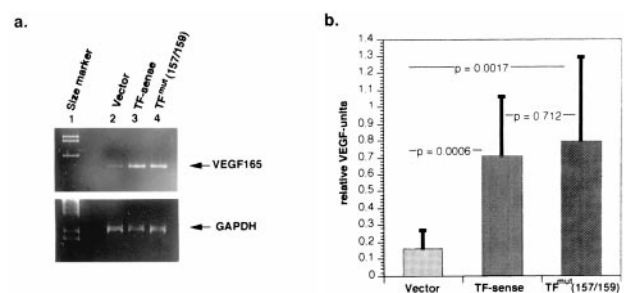 a.
Size marker
Vector
TF-sense
TFmut(157/159)
1 2 3 4
VEGF165
GAPDH
b.
relative VEGF-units
1.4
1.3
1.2
1.1
1
0.9
0.8
0.7
0.6
0.5
0.4
0.3
0.2
0.1
0
p = 0.0017
p = 0.712
p = 0.0006
Vector TF-sense TFmut(157/159)